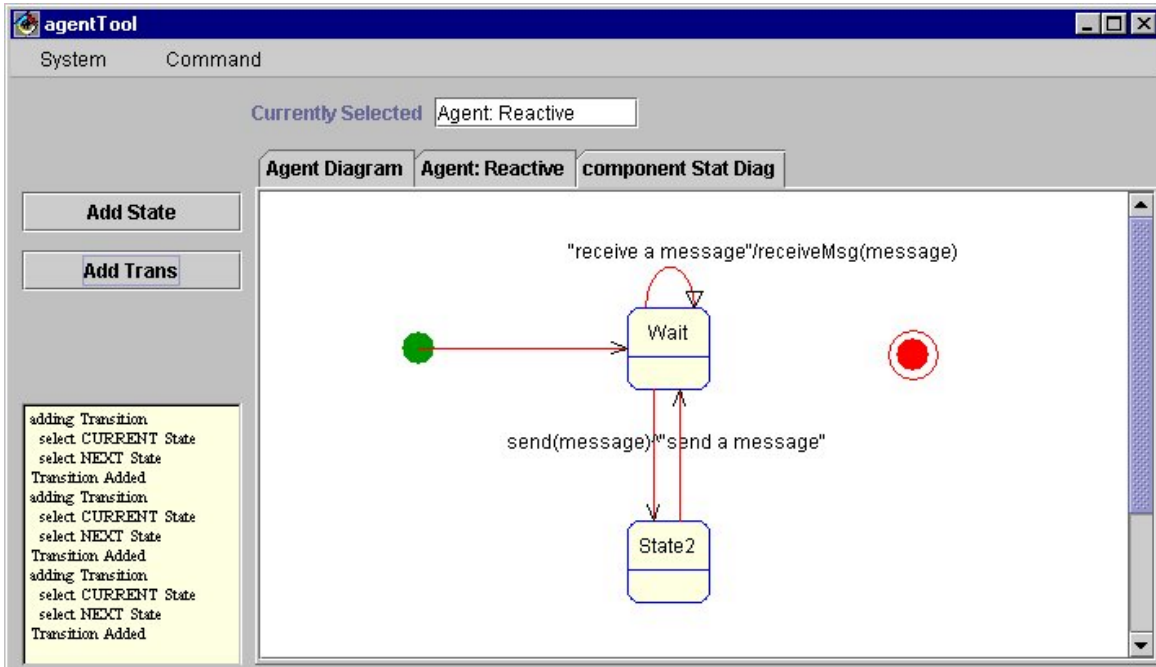 agentTool
System Command
Currently Selected Agent: Reactive
Agent Diagram Agent: Reactive component Stat Diag
Add State
Add Trans
"receive a message"/receiveMsg(message)
Wait
send(message)^"send a message"
State2
adding Transition
select CURRENT State
select NEXT State
Transition Added
adding Transition
select CURRENT State
select NEXT State
Transition Added
adding Transition
select CURRENT State
select NEXT State
Transition Added